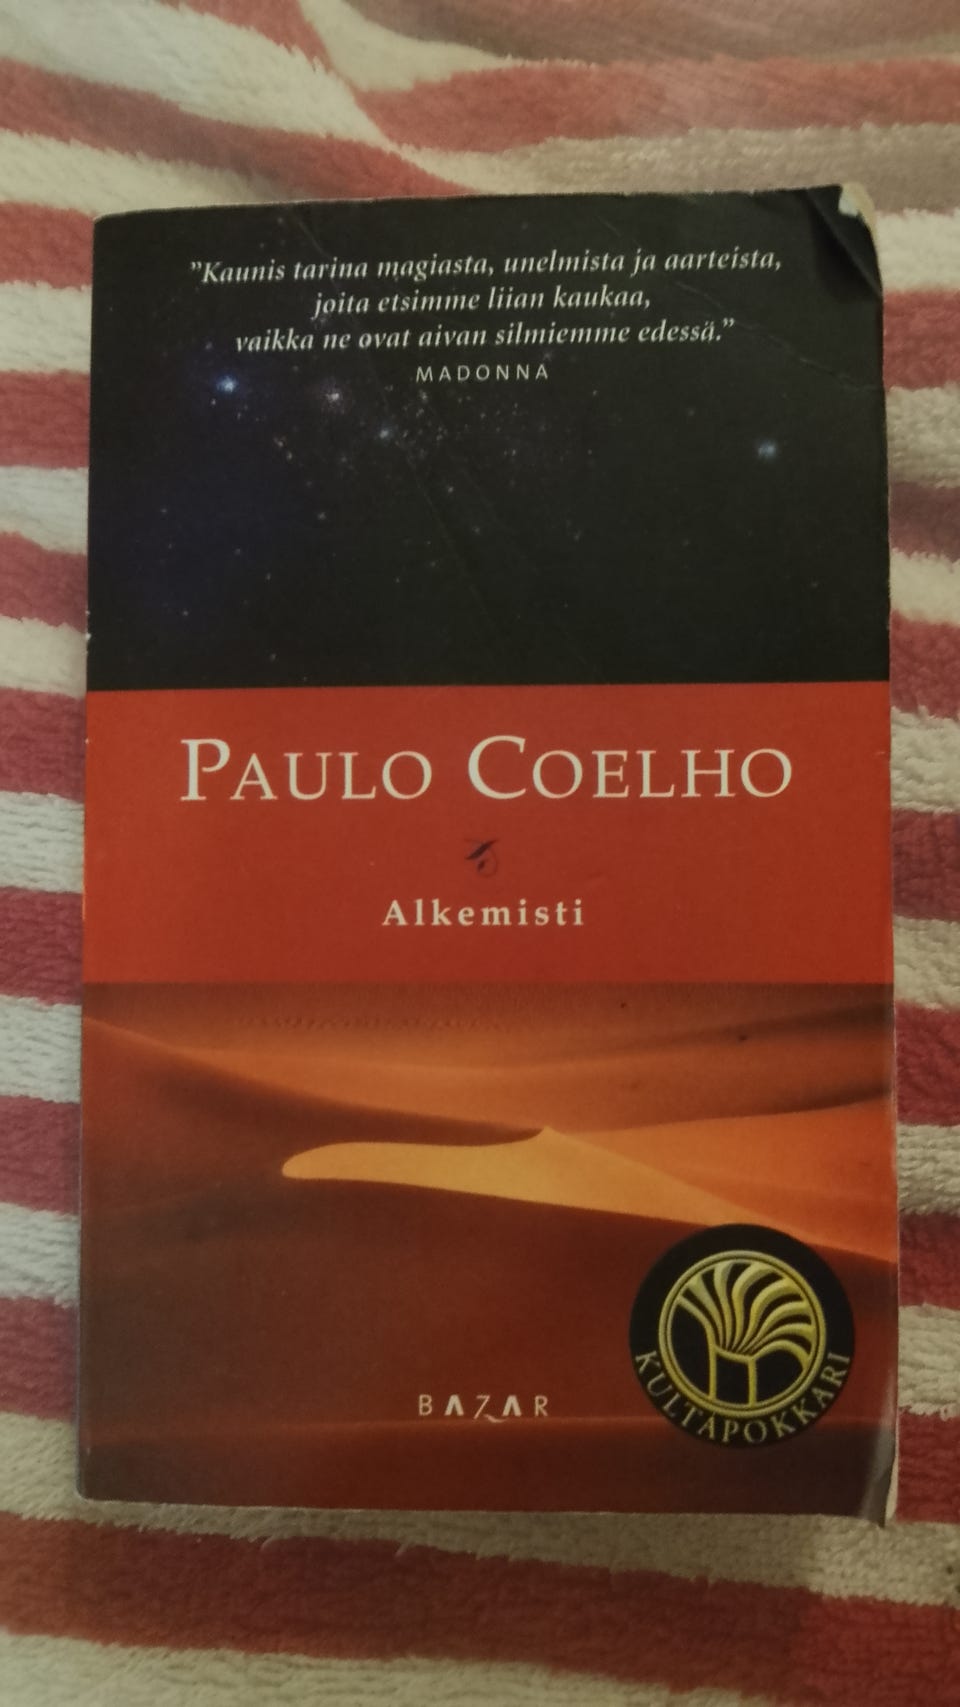 ”Kaunis tarina magiasta, unelmista ja aarteista,
joita etsimme liian kaukaa,
vaikka ne ovat aivan silmiemme edessä.”
MADONNA
PAULO COELHO
Alkemisti
BAZAR
KULTAPOKKARI